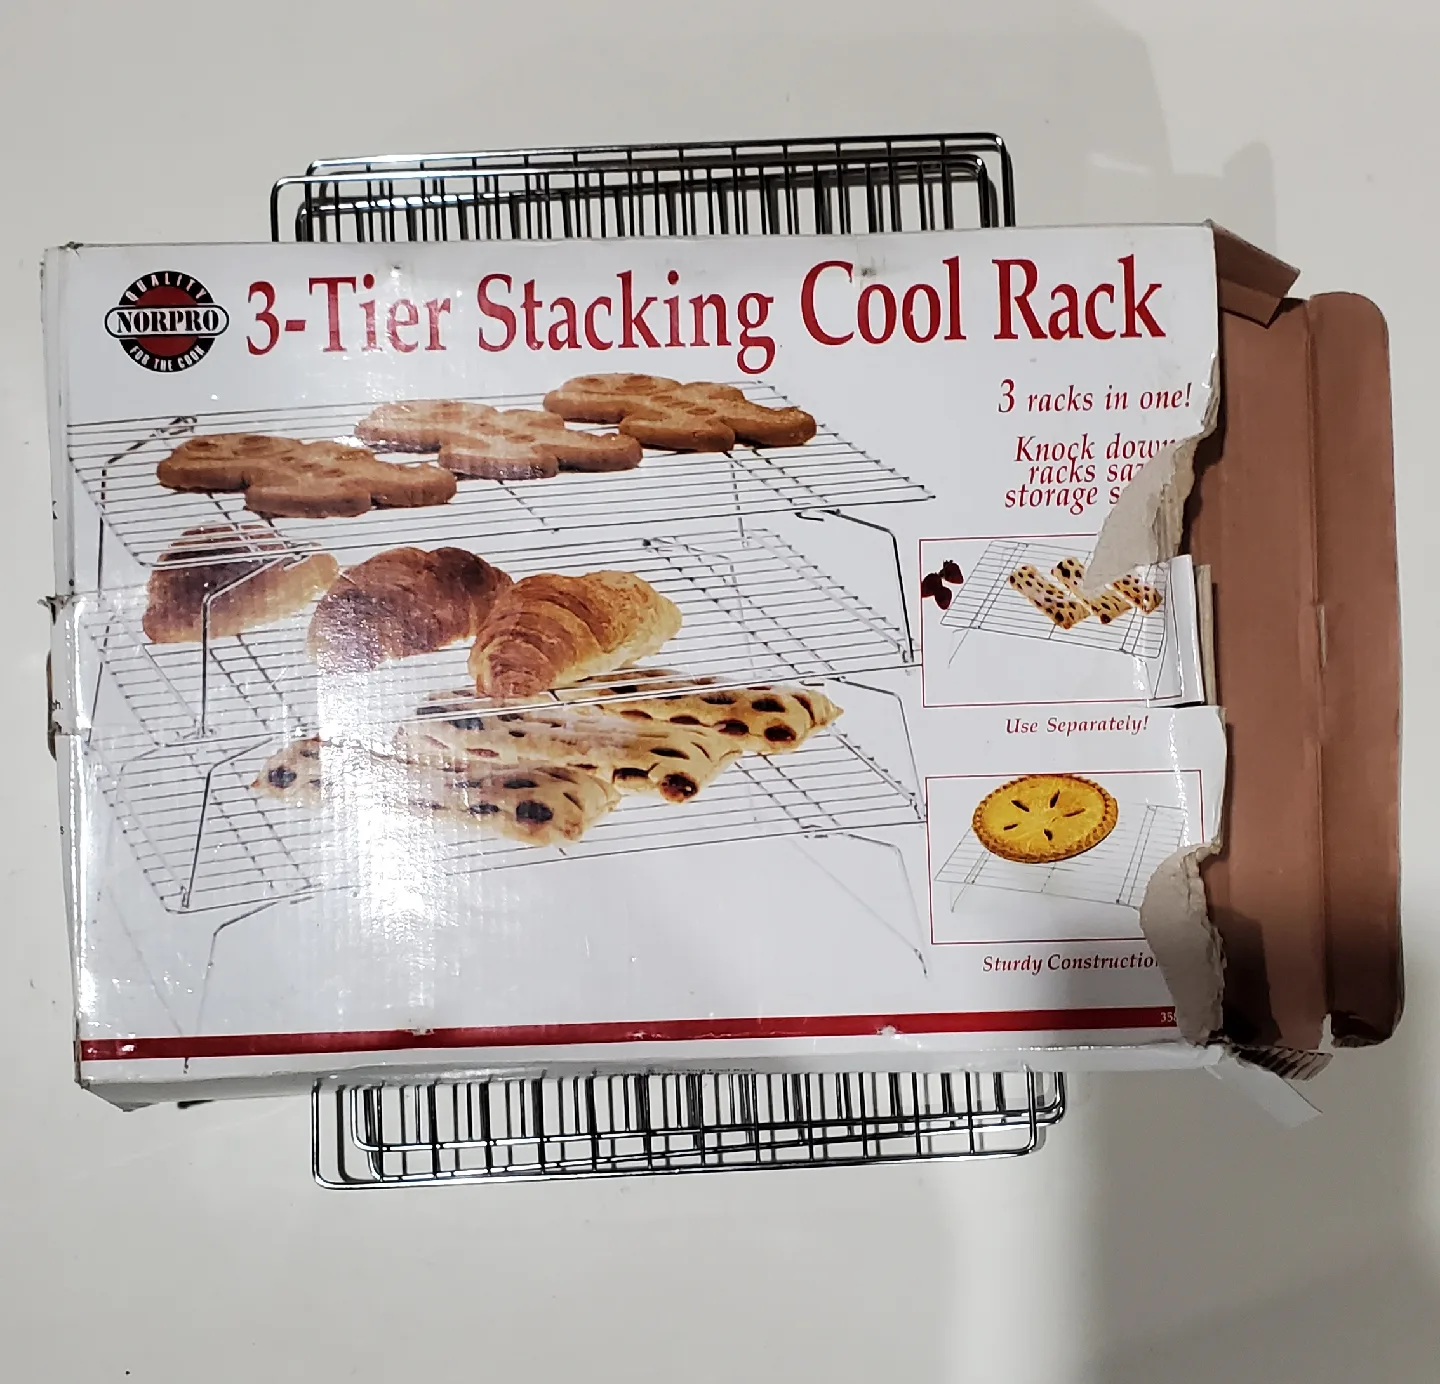 QUALITY
NORPRO
FOR THE COOK
3-Tier Stacking Cool Rack
3 racks in one!
Knock
racks
storage
Use Separately!
Sturdy